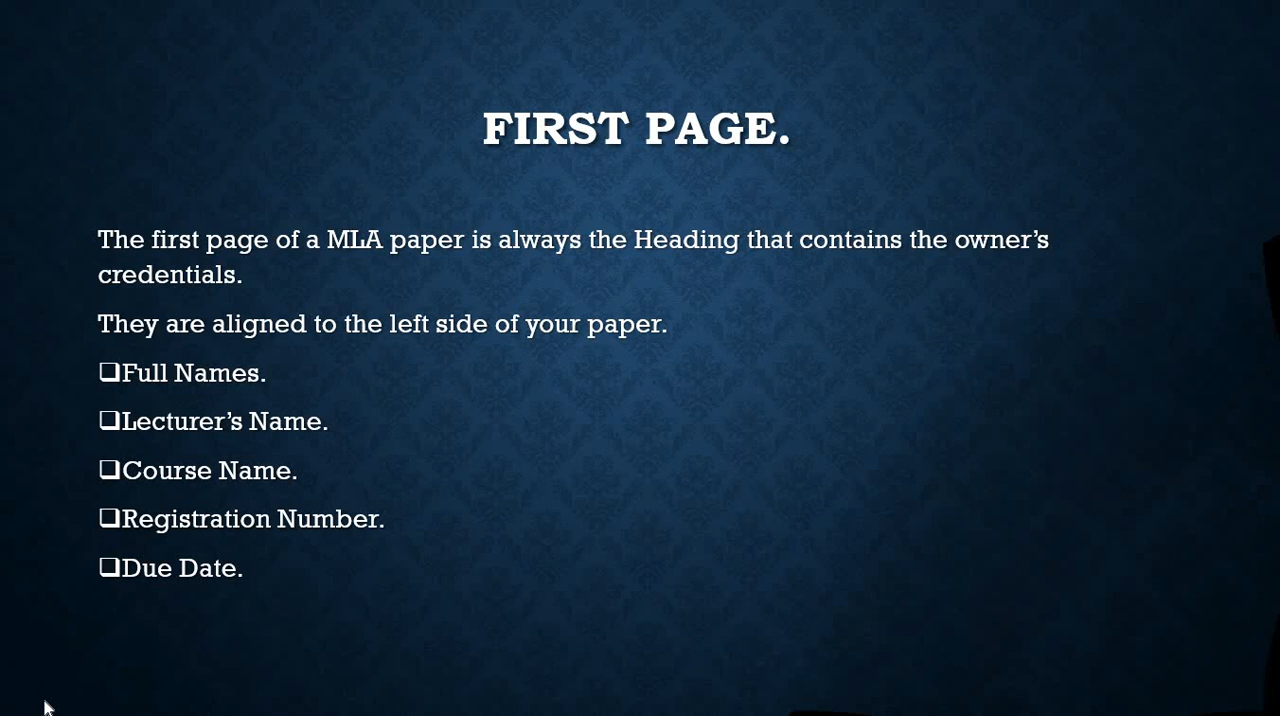 FIRST PAGE.
The first page of a MLA paper is always the Heading that contains the owner’s
credentials.
They are aligned to the left side of your paper.
❑Full Names.
❑Lecturer’s Name.
❑Course Name.
❑Registration Number.
❑Due Date.